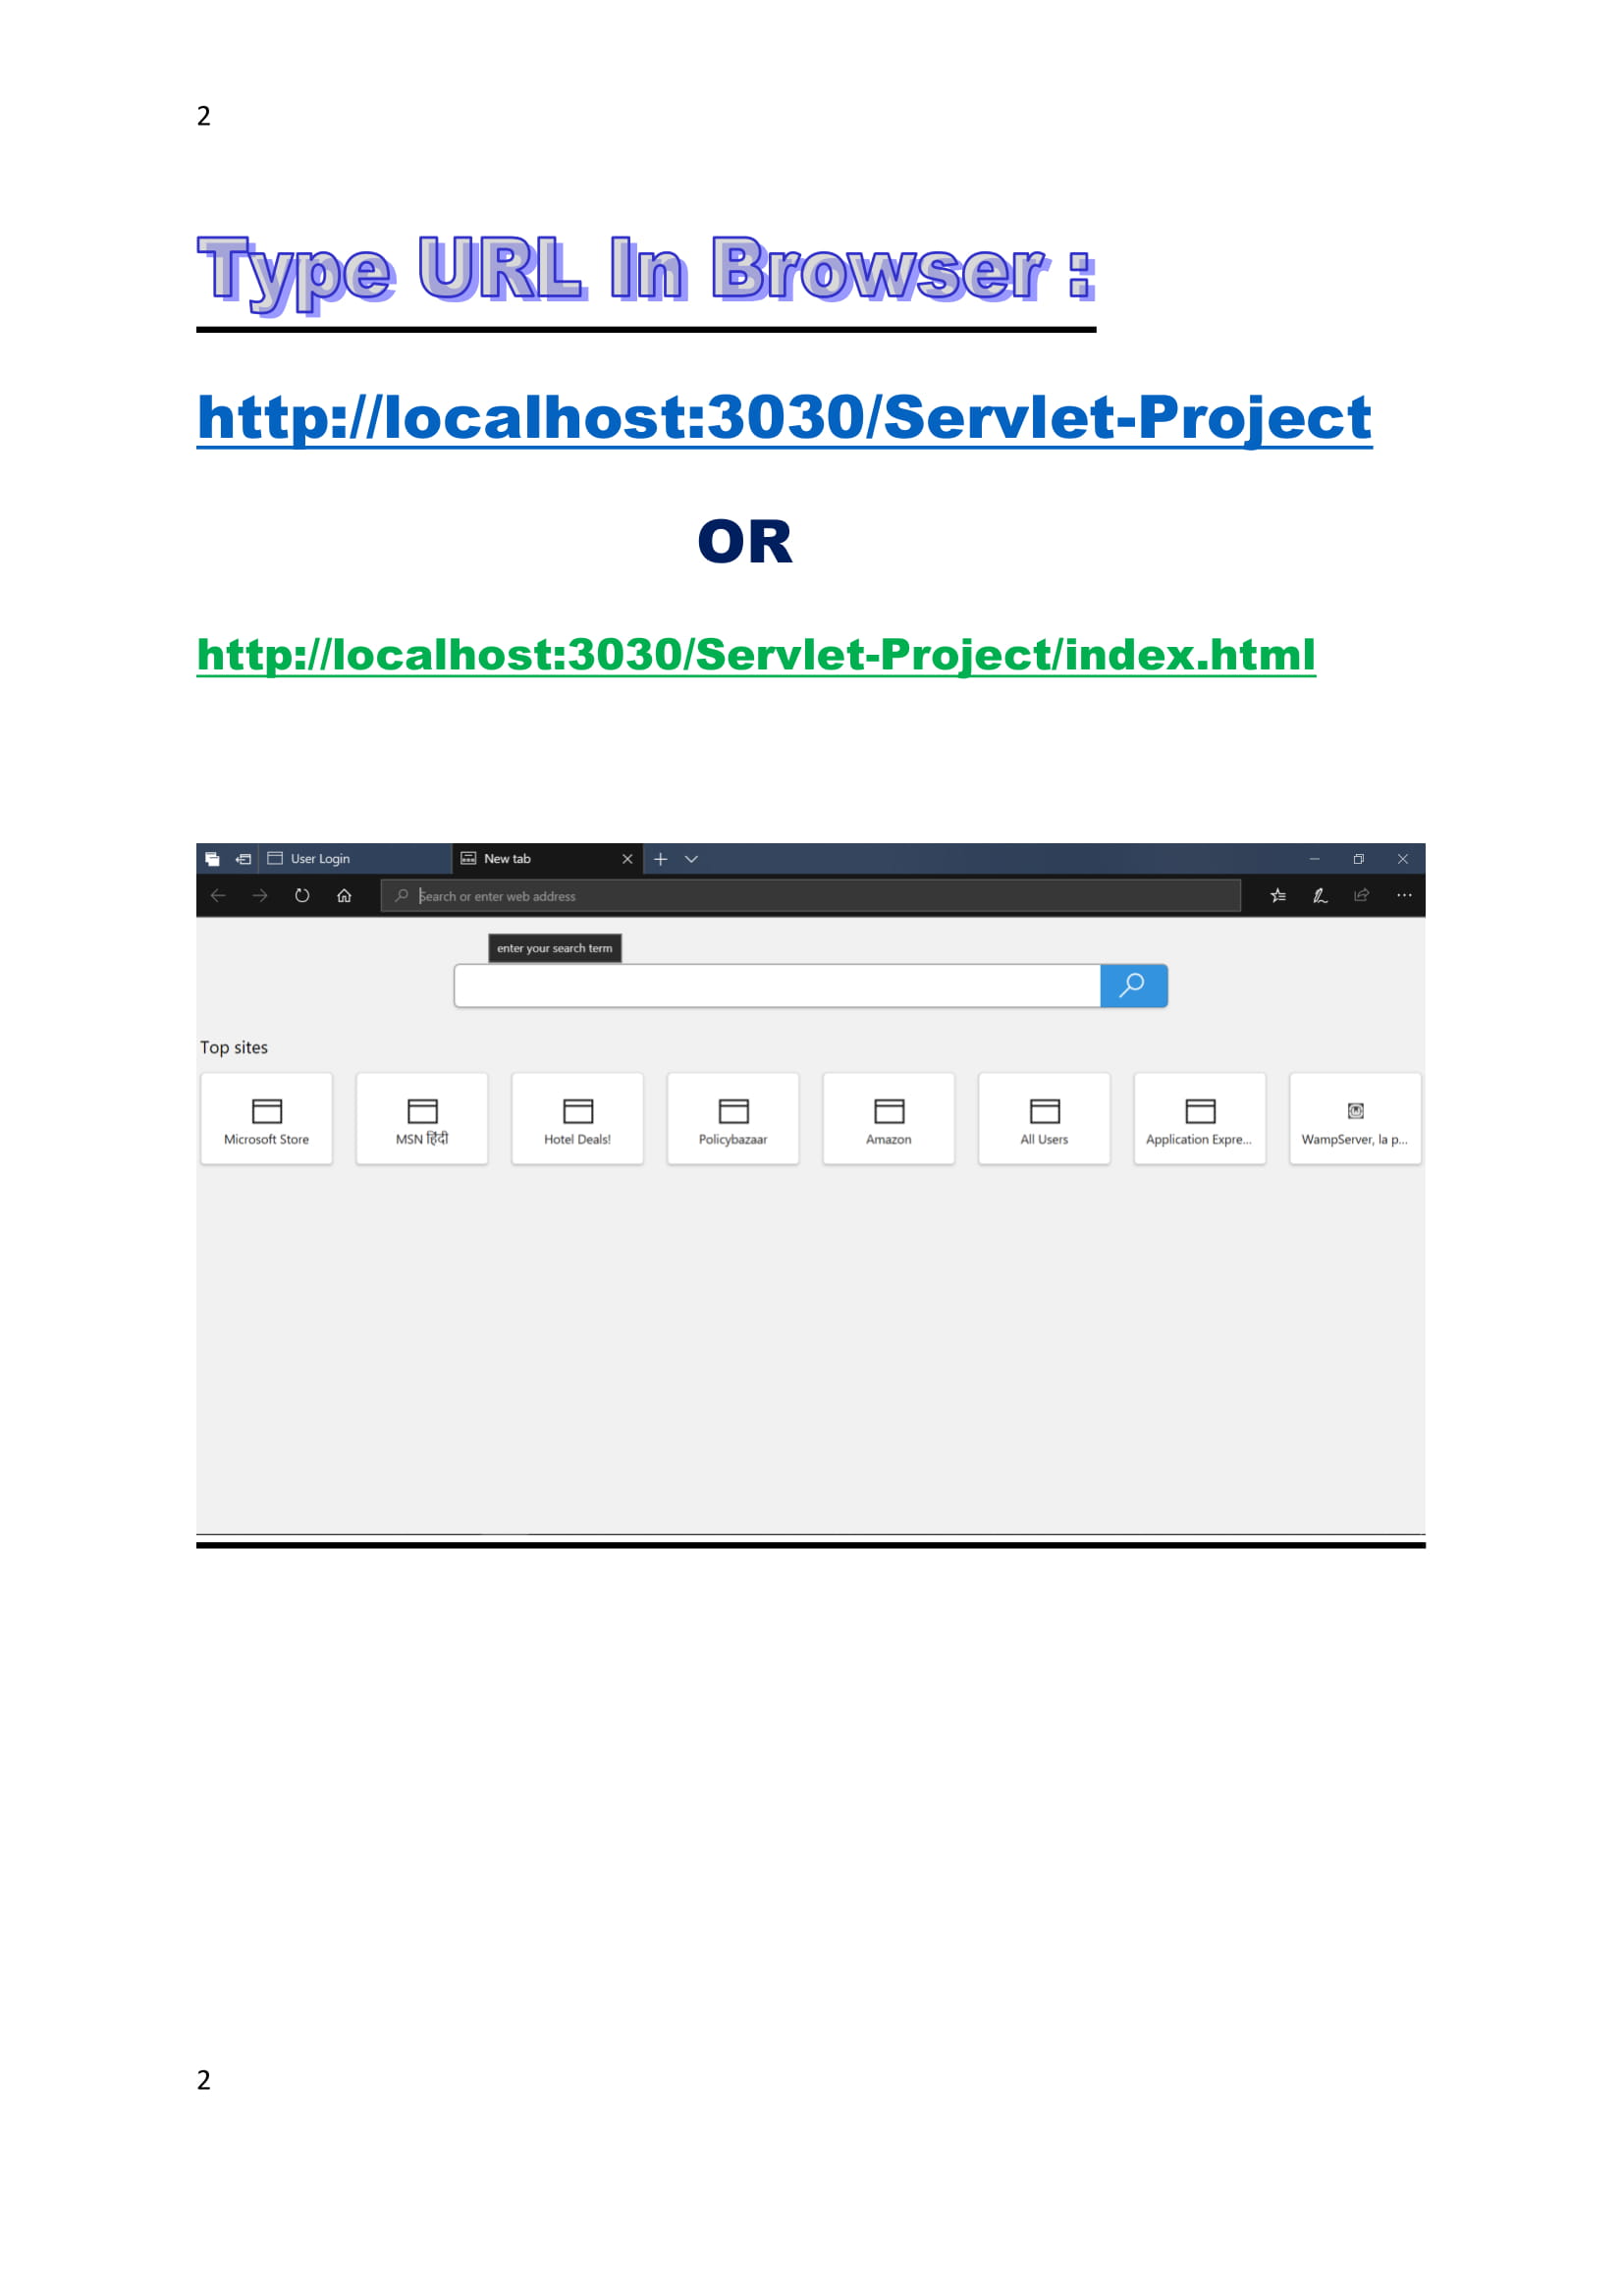 2
Type URL In Browser :
http://localhost:3030/Servlet-Project
OR
http://localhost:3030/Servlet-Project/index.html
User Login New tab
Search or enter web address
enter your search term
Top sites
Microsoft Store MSN हिंदी Hotel Deals! Policybazaar Amazon All Users Application Expre... WampServer, la p...
2